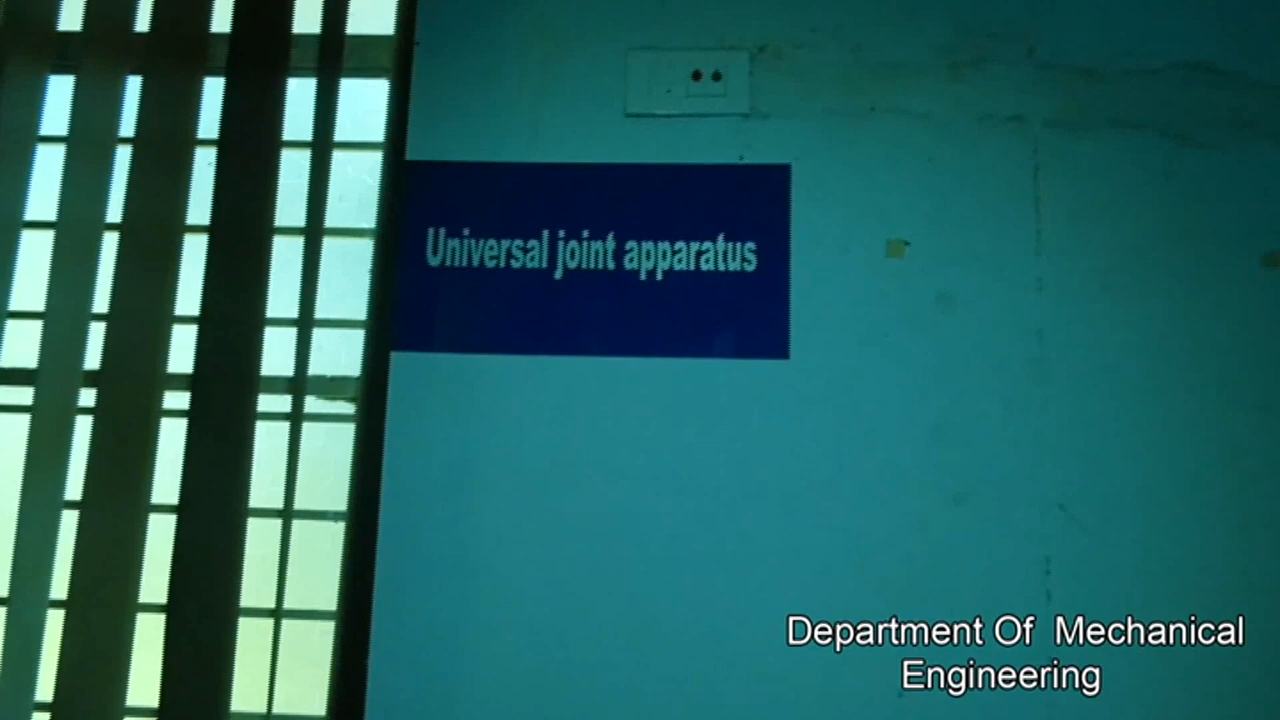 Universal joint apparatus
Department Of Mechanical
Engineering